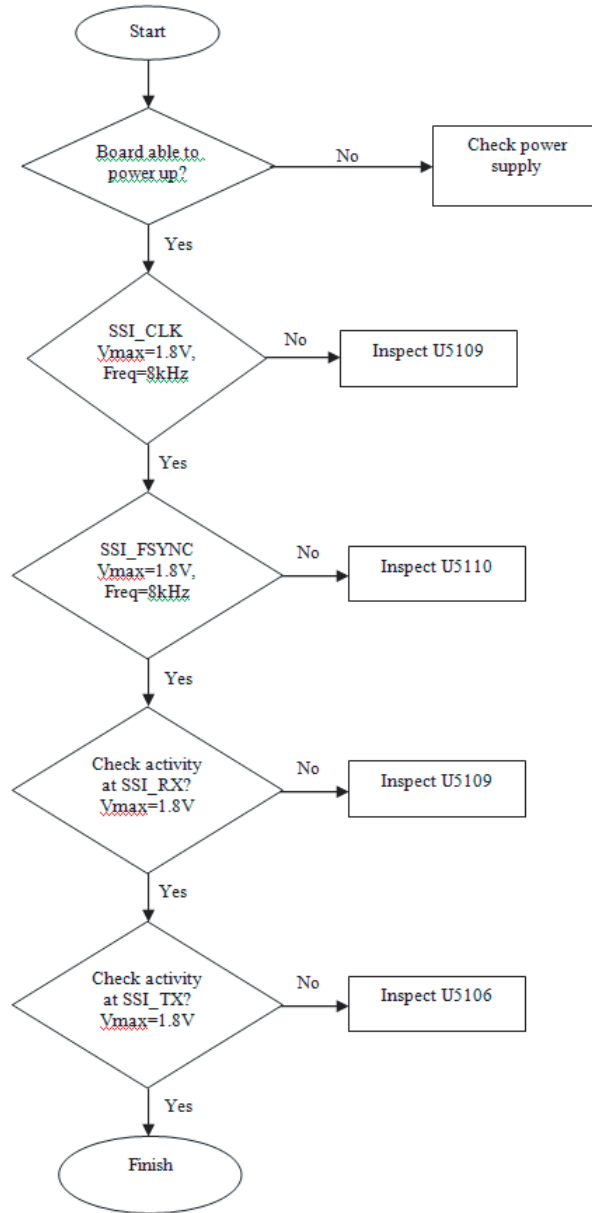 Start
Board able to
power up?
No
Check power
supply
Yes
SSI_CLK
Vmax=1.8V,
Freq=8kHz
No
Inspect U5109
Yes
SSI_FSYNC
Vmax=1.8V,
Freq=8kHz
No
Inspect U5110
Yes
Check activity
at SSI_RX?
Vmax=1.8V
No
Inspect U5109
Yes
Check activity
at SSI_TX?
Vmax=1.8V
No
Inspect U5106
Yes
Finish